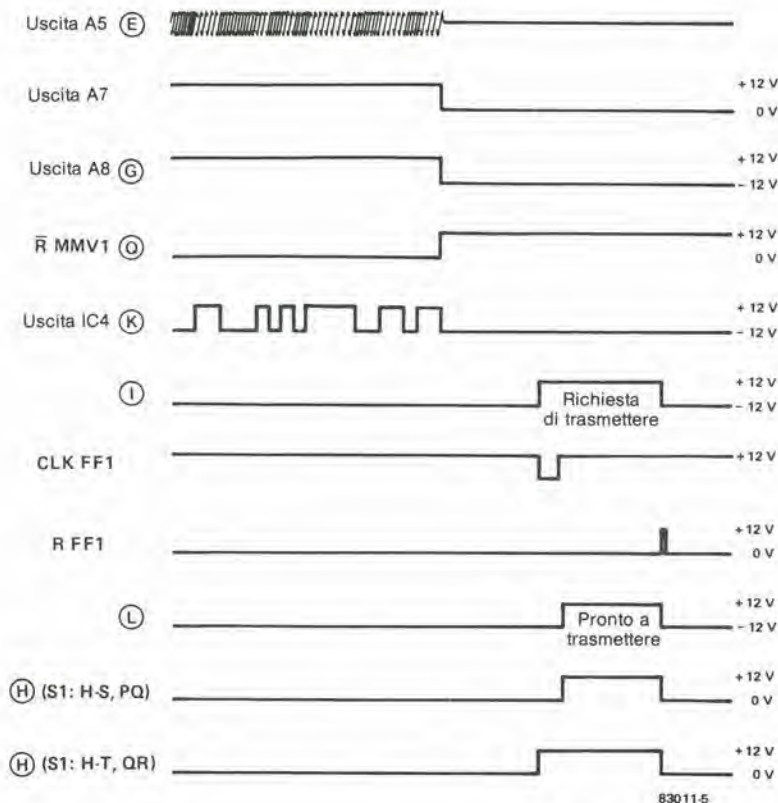 Uscita A5 Ⓔ
Uscita A7
+12 V
0 V
Uscita A8 Ⓖ
+12 V
−12 V
R̅ MMV1 Ⓠ
+12 V
0 V
Uscita IC4 Ⓚ
+12 V
−12 V
Ⓘ
+12 V
−12 V
Richiesta
di trasmettere
CLK FF1
+12 V
R FF1
+12 V
0 V
Ⓛ
+12 V
−12 V
Pronto a
trasmettere
Ⓗ (S1: H-S, PQ)
+12 V
0 V
Ⓗ (S1: H-T, QR)
+12 V
0 V
83011-5